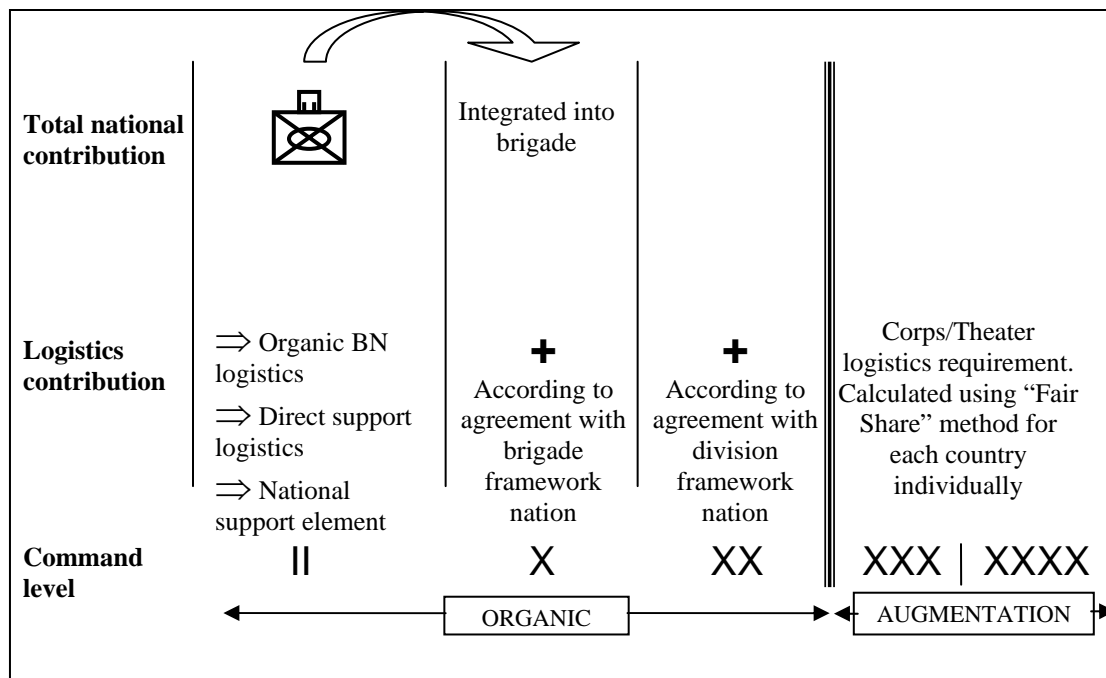 Total national
contribution
Integrated into
brigade
Logistics
contribution
⇒ Organic BN
logistics
⇒ Direct support
logistics
⇒ National
support element
+
According to
agreement with
brigade
framework
nation
+
According to
agreement with
division
framework
nation
Corps/Theater
logistics requirement.
Calculated using “Fair
Share” method for
each country
individually
Command
level
II
X
XX
XXX | XXXX
ORGANIC
AUGMENTATION